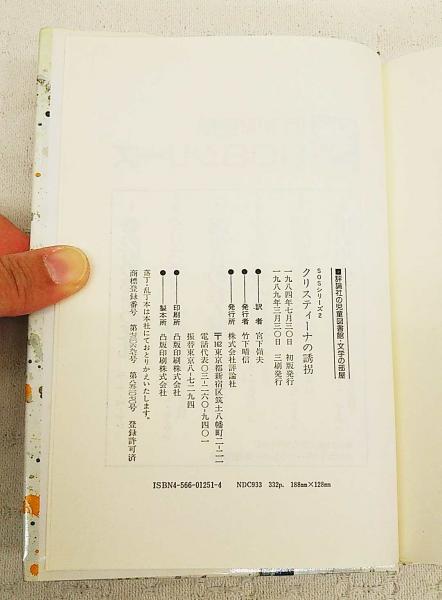 ■評論社の児童図書館・文学の部屋
SOSシリーズ2
クリスティーナの誘拐
一九八四年七月三〇日 初版発行
一九八九年三月三〇日 三刷発行
●訳者 宮下嶺夫
●発行者 竹下晴信
●発行所 株式会社評論社
〒162東京都新宿区筑土八幡町二-二一
電話代表〇三-二六〇-九四〇一
振替東京八-七二九四
●印刷所 凸版印刷株式会社
●製本所 凸版印刷株式会社
落丁・乱丁本は本社にておとりかえいたします。
商標登録番号 登録許可済
ISBN4-566-01251-4 NDC933 332p. 188mm×128mm